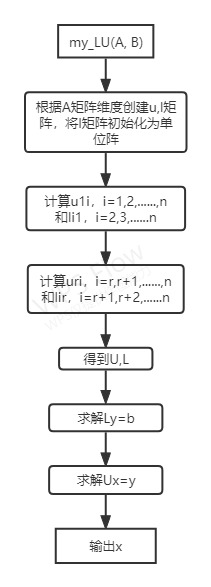 my_LU(A, B)
根据A矩阵维度创建u,l矩
阵，将l矩阵初始化为单
位阵
计算u1i，i=1,2,......,n
和li1，i=2,3,......n
计算uri，i=r,r+1,......,n
和lir，i=r+1,r+2,......n
得到U,L
求解Ly=b
求解Ux=y
输出x